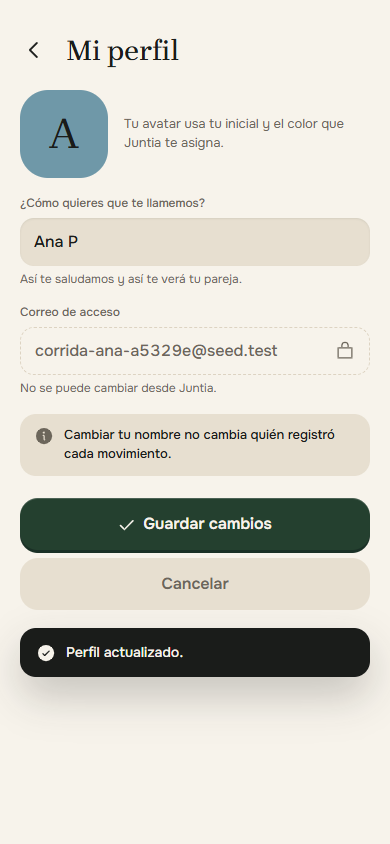 Mi perfil
A
Tu avatar usa tu inicial y el color que
Juntia te asigna.
¿Cómo quieres que te llamemos?
Ana P
Así te saludamos y así te verá tu pareja.
Correo de acceso
corrida-ana-a5329e@seed.test
No se puede cambiar desde Juntia.
Cambiar tu nombre no cambia quién registró
cada movimiento.
Guardar cambios
Cancelar
Perfil actualizado.